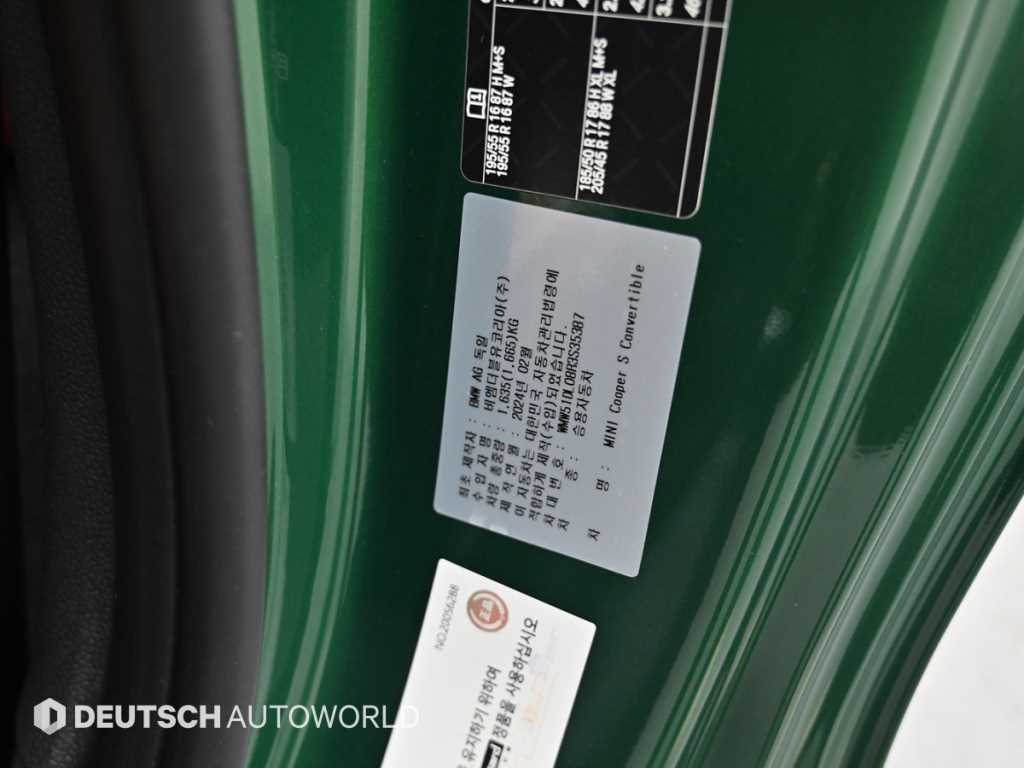 195/55 R 16 87 H M+S
195/55 R 16 87 W
185/50 R 17 86 H XL M+S
205/45 R 17 88 W XL
최초 제작자 : BMW AG 독일
수 입 자 명 : 비엠더블유코리아(주)
차량 총중량 : 1.635(1.665)KG
제 작 연 월 : 2024년 02월
이 자동차는 대한민국 자동차관리법령에
적합하게 제작(수입)되었습니다.
차 대 번 호 : WMW51DL08R3S35387
차 종 : 승용자동차
차 명 : MINI Cooper S Convertible
NO.20056288
유지하기 위하여
정품을 사용하십시오
DEUTSCH AUTOWORLD